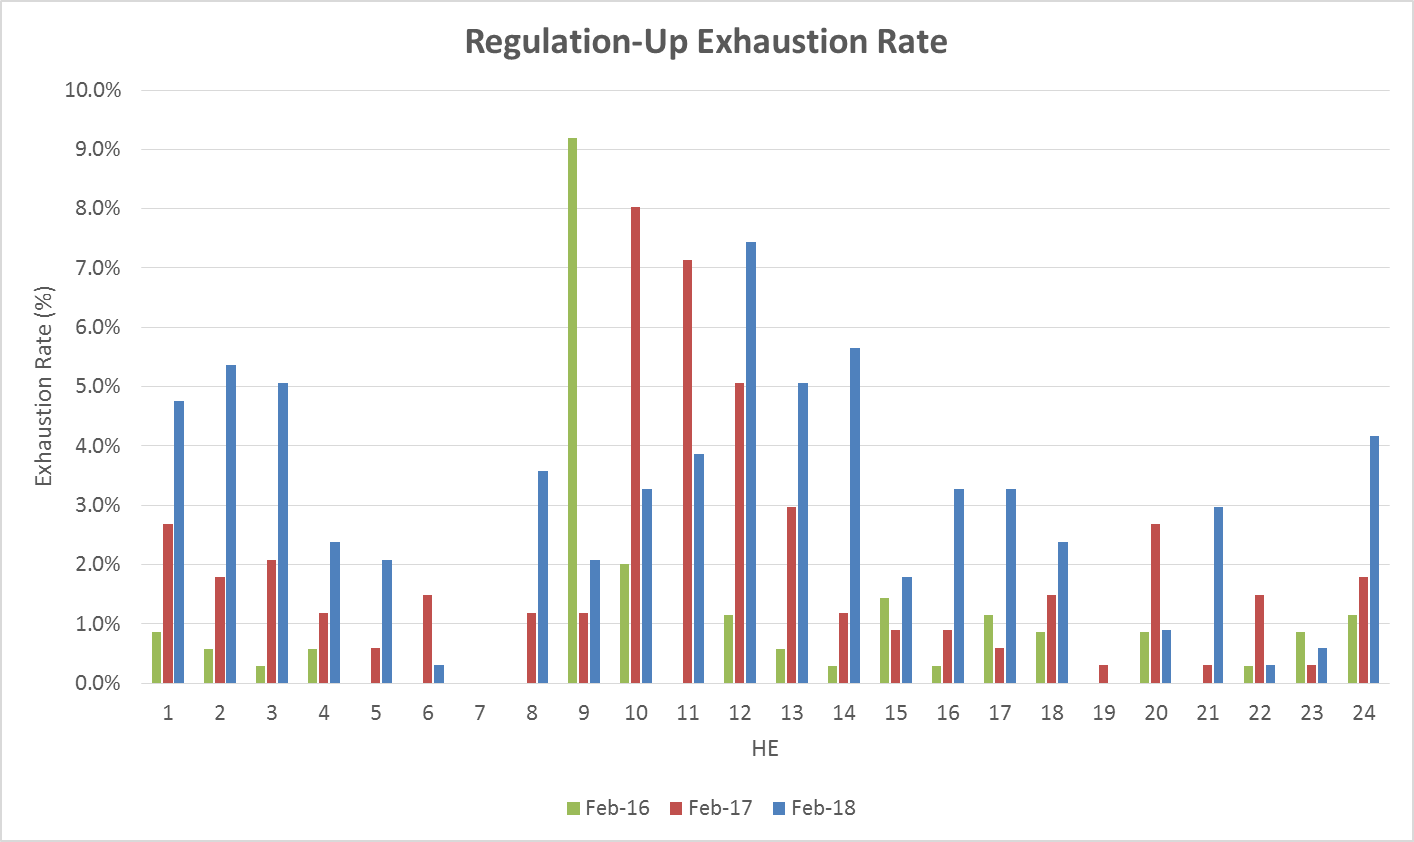 Regulation-Up Exhaustion Rate
10.0%
9.0%
8.0%
7.0%
6.0%
5.0%
4.0%
3.0%
2.0%
1.0%
0.0%
Exhaustion Rate (%)
1 2 3 4 5 6 7 8 9 10 11 12 13 14 15 16 17 18 19 20 21 22 23 24
HE
Feb-16 Feb-17 Feb-18